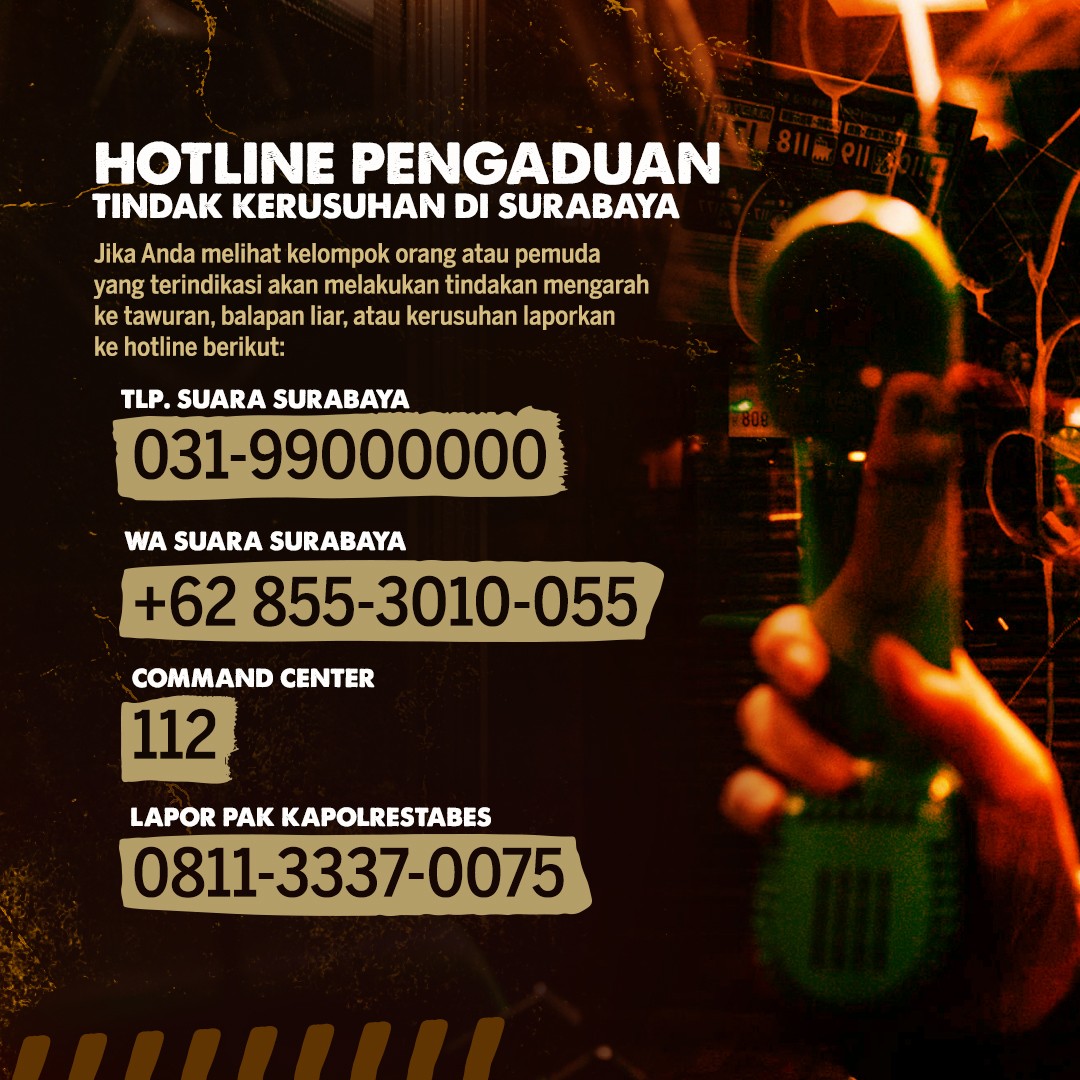 HOTLINE PENGADUAN
TINDAK KERUSUHAN DI SURABAYA
Jika Anda melihat kelompok orang atau pemuda
yang terindikasi akan melakukan tindakan mengarah
ke tawuran, balapan liar, atau kerusuhan laporkan
ke hotline berikut:
TLP. SUARA SURABAYA
031-99000000
WA SUARA SURABAYA
+62 855-3010-055
COMMAND CENTER
112
LAPOR PAK KAPOLRESTABES
0811-3337-0075